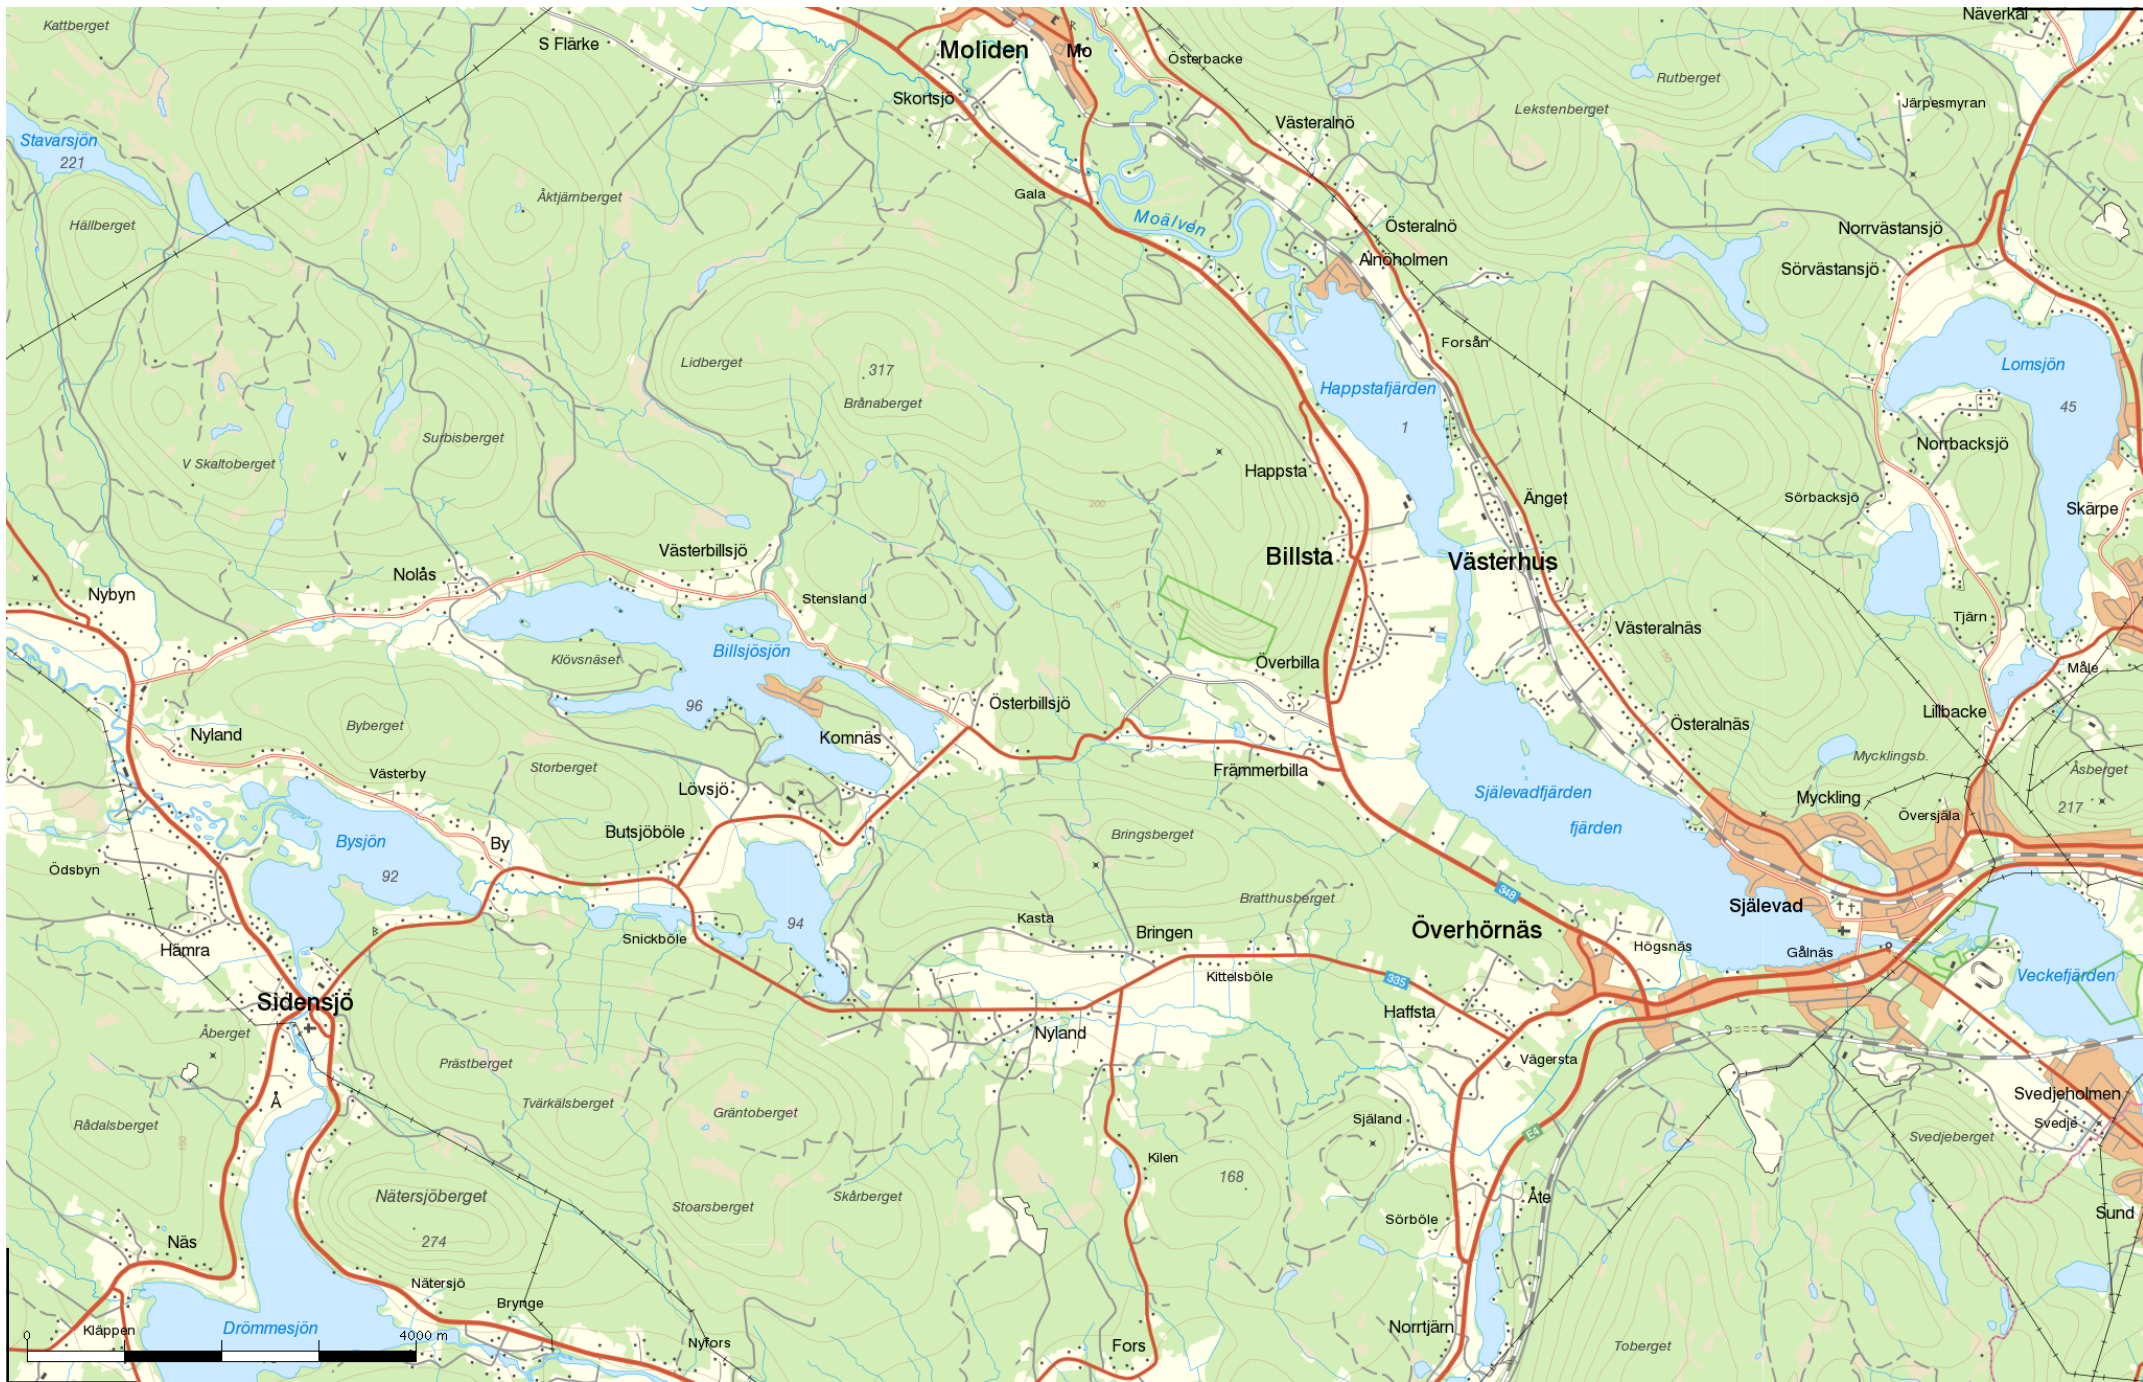 Näverkäl
Kattberget
S Flärke
Moliden
Mo
Österbacke
Rutberget
Skortsjö
Lekstenberget
Järpesmyran
Västeralnö
Stavarsjön
221
Åktjärnberget
Gala
Moälven
Hällberget
Österalnö
Norrvästansjö
Alnöholmen
Sörvästansjö
Forsån
Lidberget
317
Lomsjön
Brånaberget
Happstafjärden
45
1
Surbisberget
Norrbacksjö
V Skaltoberget
Happsta
Änget
Sörbacksjö
200
Skärpe
Västerbillsjö
Billsta
Västerhus
Nolås
Nybyn
Stensland
75
Tjärn
Västeralnäs
Billsjösjön
Klövsnäset
Överbilla
150
Måle
96
Österbillsjö
Lillbacke
Byberget
Österalnäs
Nyland
Komnäs
Mycklingsb.
Storberget
Främmerbilla
Åsberget
Västerby
Lövsjö
Själevadfjärden
Myckling
217
Översjäla
fjärden
Butsjöböle
Bringsberget
Bysjön
By
Ödsbyn
92
348
Bratthusberget
Själevad
94
Kasta
Snickböle
Bringen
Överhörnäs
Högsnäs
Hämra
Gålnäs
Kittelsböle
335
Veckefjärden
Sidensjö
Haffsta
Åberget
Nyland
Vägersta
Prästberget
Svedjeholmen
Å
Tvärkälsberget
Gräntoberget
Själand
Rådalsberget
150
Svedje
E4
Svedjeberget
Kilen
168
Nätersjöberget
Skårberget
Åte
Stoarsberget
Sörböle
Sund
Näs
274
Nätersjö
Brynge
Kläppen
Drömmesjön
Norrtjärn
0
4000 m
Nyfors
Fors
Toberget